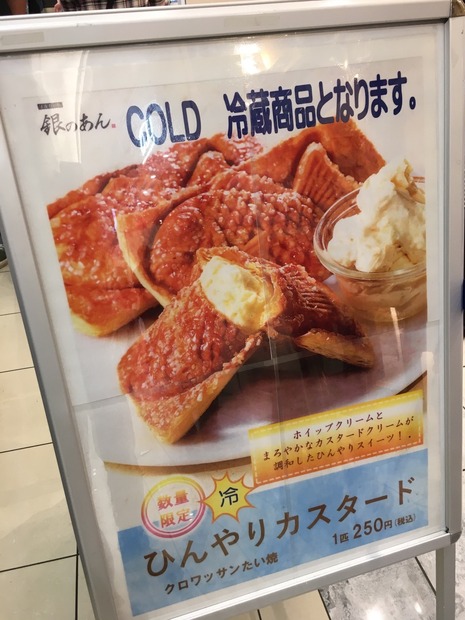 銀のあん
COLD 冷蔵商品となります。
ホイップクリームと
まろやかなカスタードクリームが
調和したひんやりスイーツ！
数量
限定
冷
ひんやりカスタード
クロワッサンたい焼
1匹250円(税込)